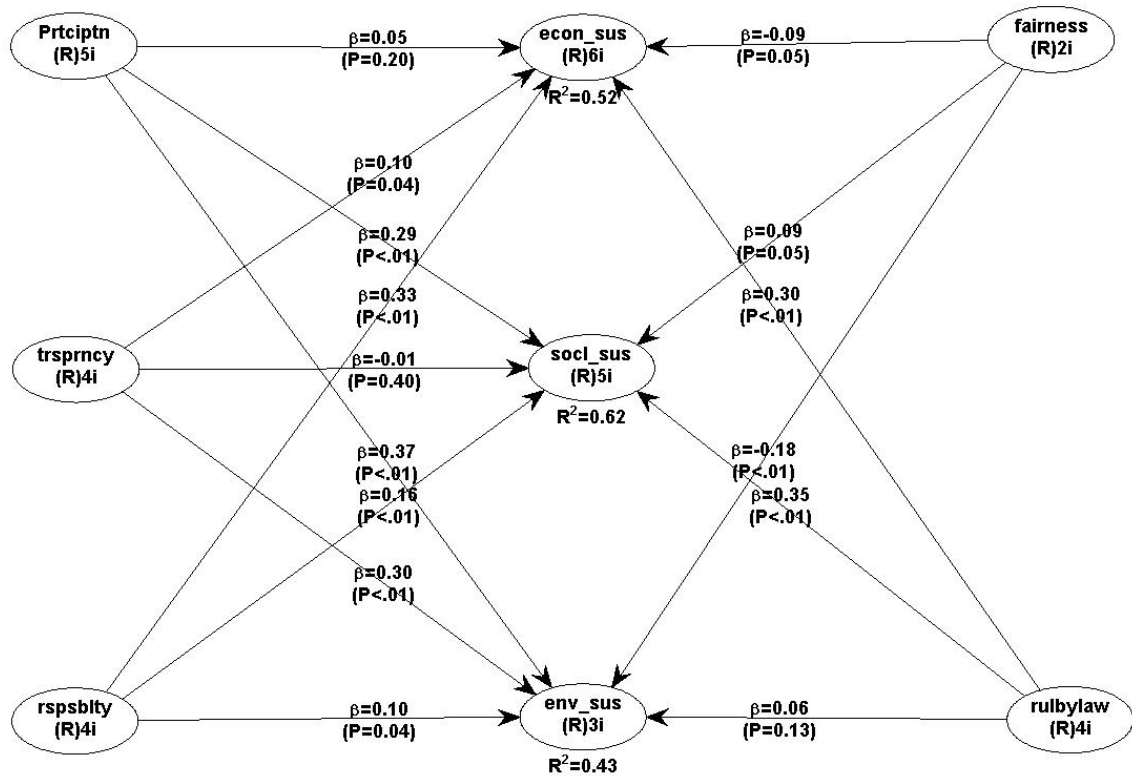 Prtciptn
(R)5i
β=0.05
(P=0.20)
econ_sus
(R)6i
R²=0.52
β=-0.09
(P=0.05)
fairness
(R)2i
β=0.10
(P=0.04)
β=0.29
(P<.01)
β=0.09
(P=0.05)
β=0.33
(P<.01)
β=0.30
(P<.01)
trsprncy
(R)4i
β=-0.01
(P=0.40)
socl_sus
(R)5i
R²=0.62
β=0.37
(P<.01)
β=0.16
(P<.01)
β=-0.18
(P<.01)
β=0.35
(P<.01)
β=0.30
(P<.01)
rspsblty
(R)4i
β=0.10
(P=0.04)
env_sus
(R)3i
R²=0.43
β=0.06
(P=0.13)
rulbylaw
(R)4i